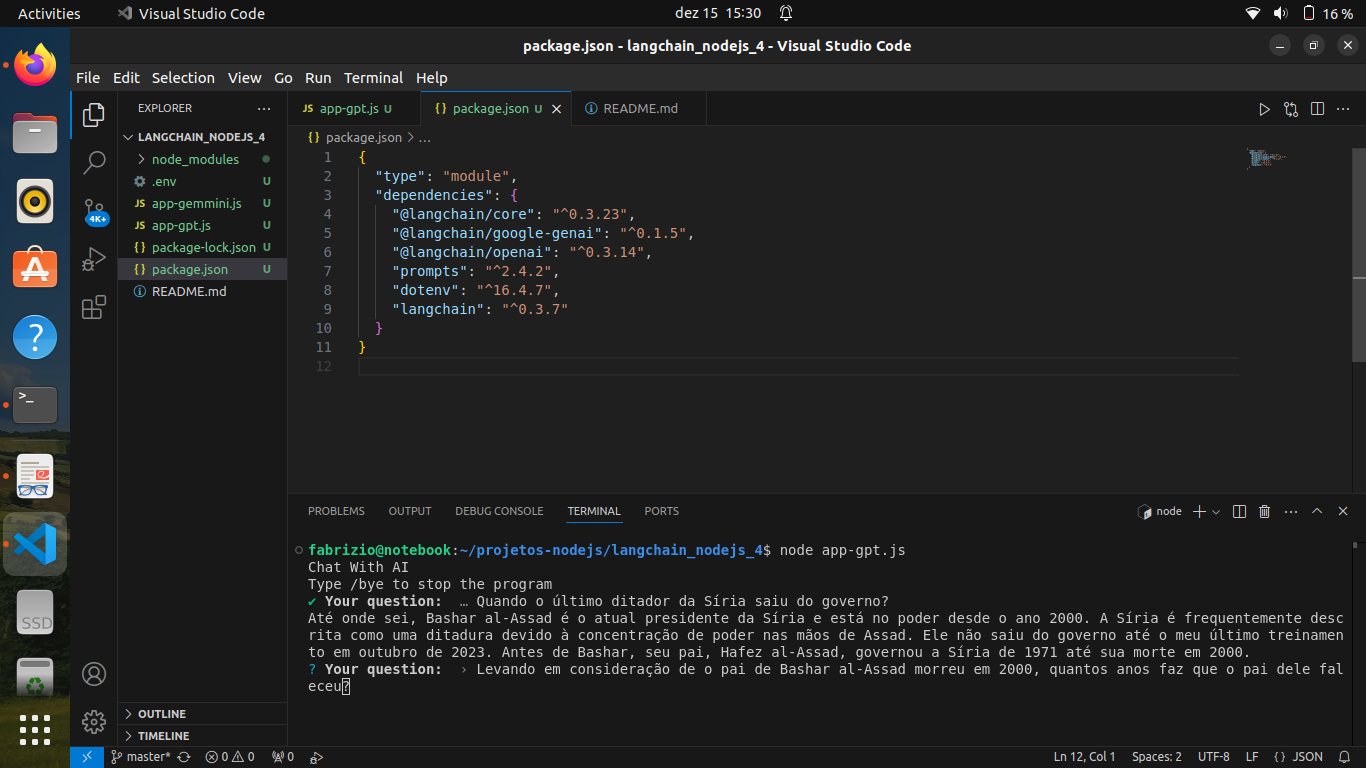 Activities Visual Studio Code dez 15 15:30 16 %
package.json - langchain_nodejs_4 - Visual Studio Code
File Edit Selection View Go Run Terminal Help
EXPLORER ···
JS app-gpt.js U {} package.json U README.md
LANGCHAIN_NODEJS_4
{} package.json > ...
node_modules
.env U
JS app-gemmini.js U
JS app-gpt.js U
{} package-lock.json U
{} package.json U
README.md
4K+
1 {
2 "type": "module",
3 "dependencies": {
4 "@langchain/core": "^0.3.23",
5 "@langchain/google-genai": "^0.1.5",
6 "@langchain/openai": "^0.3.14",
7 "prompts": "^2.4.2",
8 "dotenv": "^16.4.7",
9 "langchain": "^0.3.7"
10 }
11 }
12
PROBLEMS OUTPUT DEBUG CONSOLE TERMINAL PORTS node
fabrizio@notebook:~/projetos-nodejs/langchain_nodejs_4$ node app-gpt.js
Chat With AI
Type /bye to stop the program
✔ Your question: … Quando o último ditador da Síria saiu do governo?
Até onde sei, Bashar al-Assad é o atual presidente da Síria e está no poder desde o ano 2000. A Síria é frequentemente desc
rita como uma ditadura devido à concentração de poder nas mãos de Assad. Ele não saiu do governo até o meu último treinamen
to em outubro de 2023. Antes de Bashar, seu pai, Hafez al-Assad, governou a Síria de 1971 até sua morte em 2000.
? Your question: › Levando em consideração de o pai de Bashar al-Assad morreu em 2000, quantos anos faz que o pai dele fal
eceu?
SSD
OUTLINE
TIMELINE
master* 0 0 0 Ln 12, Col 1 Spaces: 2 UTF-8 LF {} JSON